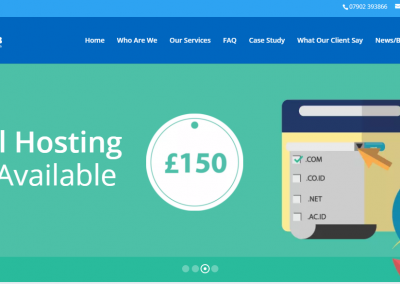 07902 393866
Home Who Are We Our Services FAQ Case Study What Our Client Say News/B
l Hosting
Available
£150
.COM
.CO.ID
.NET
.AC.ID